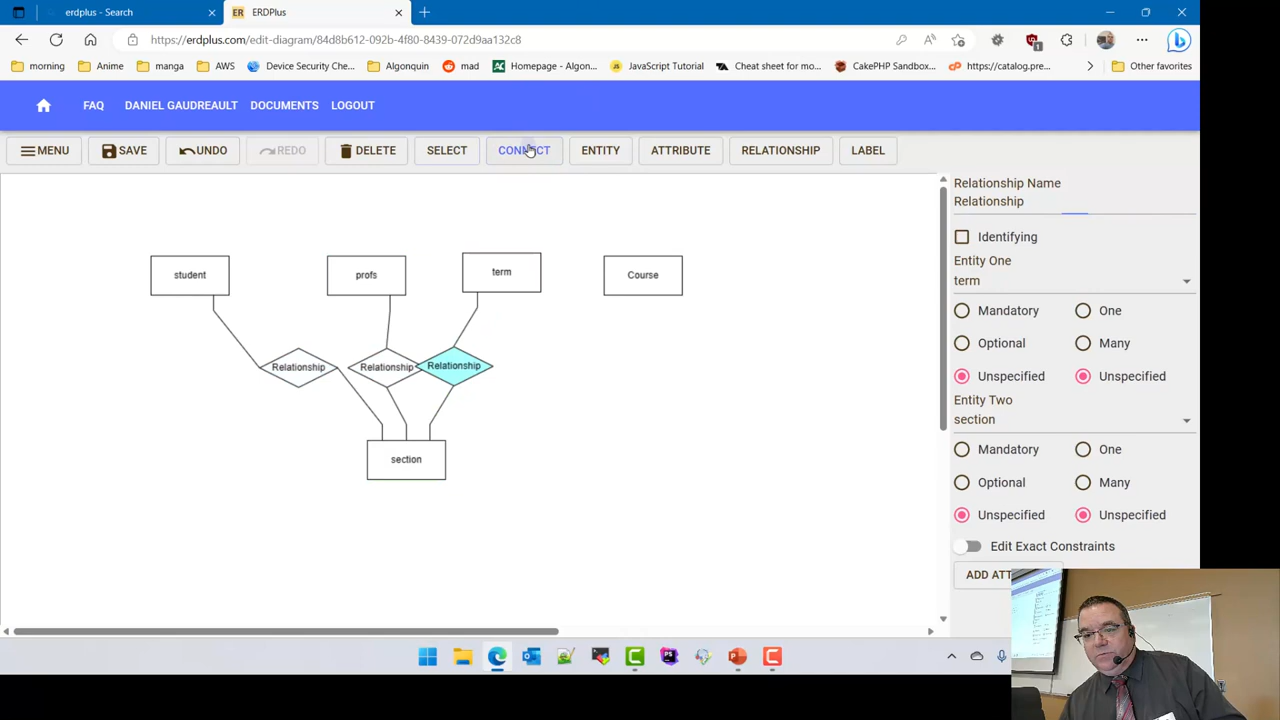 erdplus - Search
ERDPlus
https://erdplus.com/edit-diagram/84d8b612-092b-4f80-8439-072d9aa132c8
morning
Anime
manga
AWS
Device Security Che...
Algonquin
mad
Homepage - Algon...
JavaScript Tutorial
Cheat sheet for mo...
CakePHP Sandbox...
https://catalog.pre...
Other favorites
FAQ
DANIEL GAUDREAULT
DOCUMENTS
LOGOUT
MENU
SAVE
UNDO
REDO
DELETE
SELECT
CONNECT
ENTITY
ATTRIBUTE
RELATIONSHIP
LABEL
student
profs
term
Course
Relationship
Relationship
Relationship
section
Relationship Name
Relationship
Identifying
Entity One
term
Mandatory
One
Optional
Many
Unspecified
Unspecified
Entity Two
section
Mandatory
One
Optional
Many
Unspecified
Unspecified
Edit Exact Constraints
ADD ATT